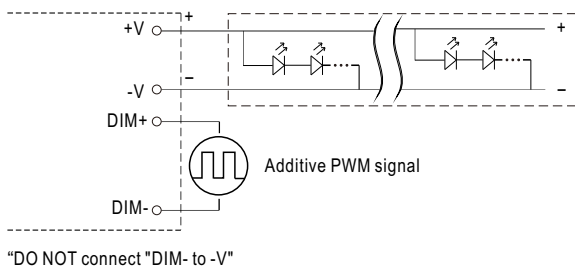 +V
+
+
-V
−
−
DIM+
Additive PWM signal
DIM-
“DO NOT connect "DIM- to -V"